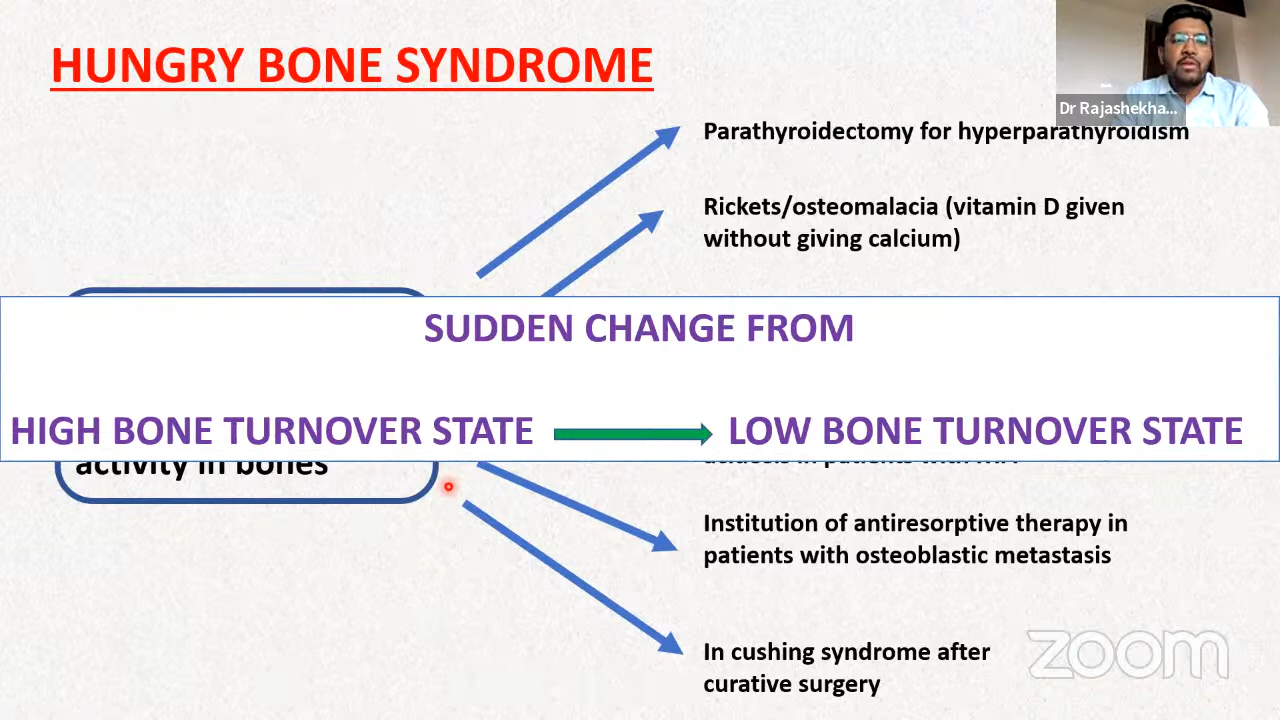 HUNGRY BONE SYNDROME
Dr Rajashekha...
Parathyroidectomy for hyperparathyroidism
Rickets/osteomalacia (vitamin D given
without giving calcium)
SUDDEN CHANGE FROM
HIGH BONE TURNOVER STATE
LOW BONE TURNOVER STATE
activity in bones
Institution of antiresorptive therapy in
patients with osteoblastic metastasis
In cushing syndrome after
curative surgery
zoom